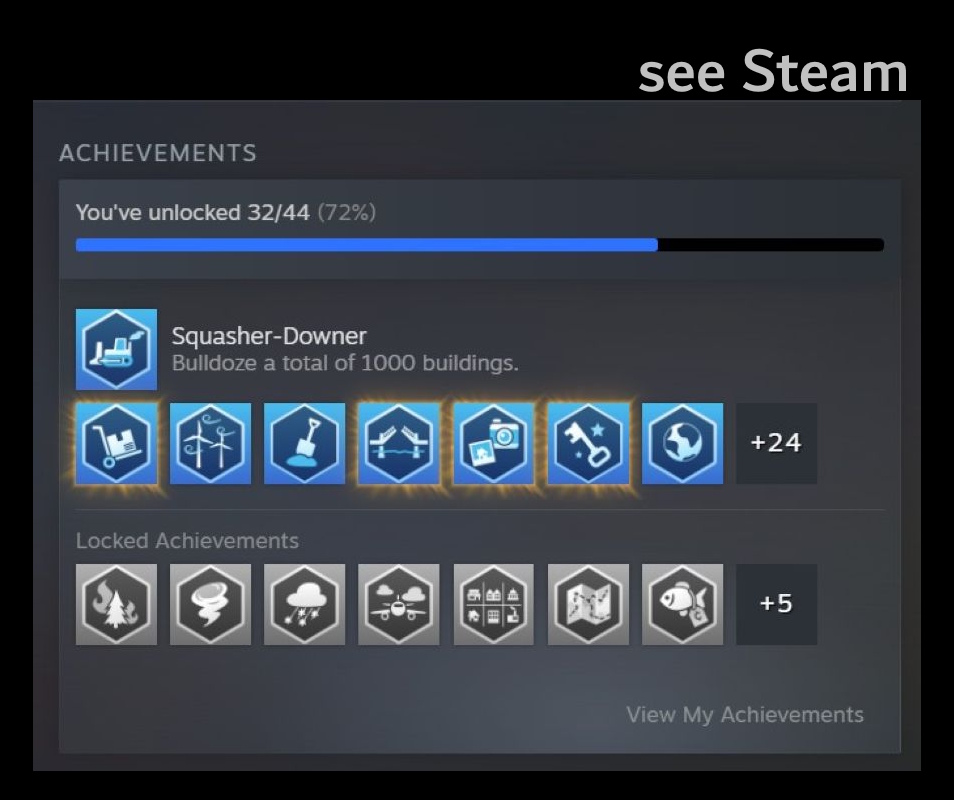 see Steam
ACHIEVEMENTS
You've unlocked 32/44 (72%)
Squasher-Downer
Bulldoze a total of 1000 buildings.
+24
Locked Achievements
+5
View My Achievements